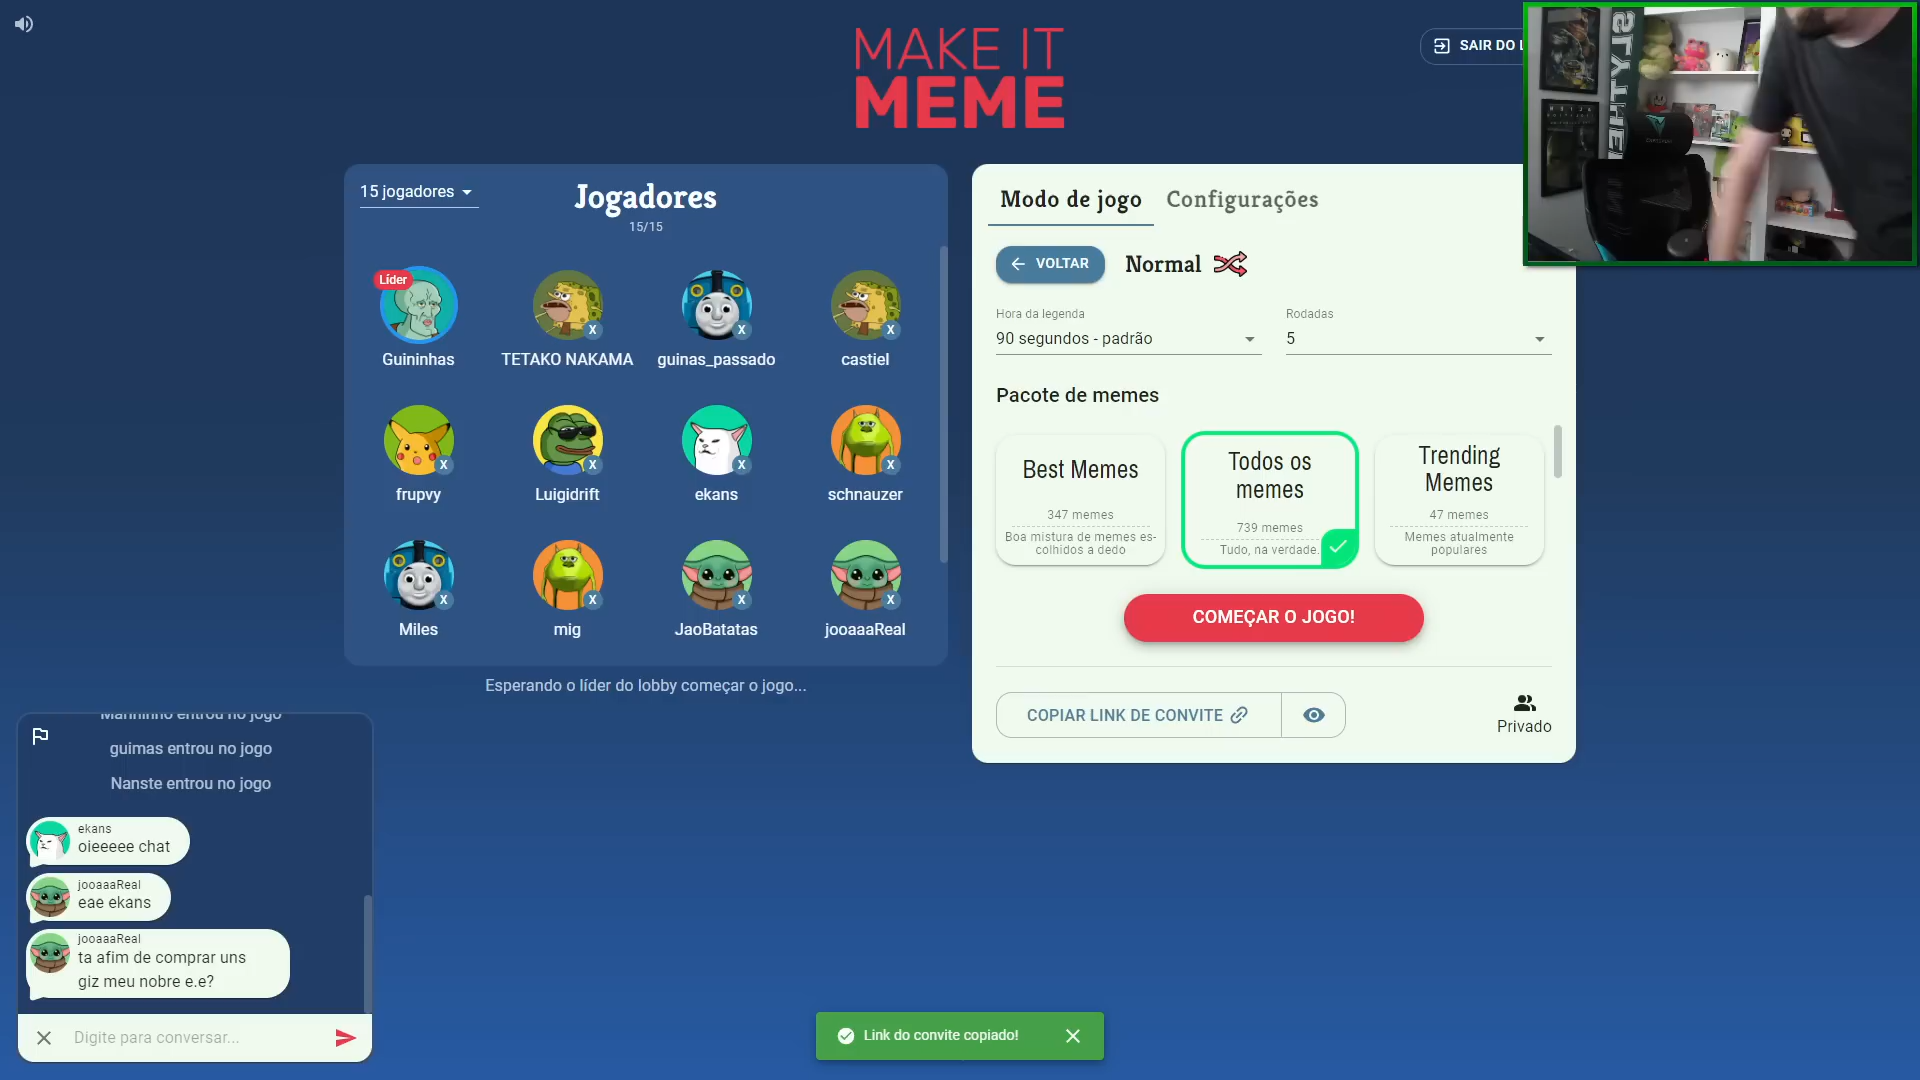 MAKE IT
MEME
SAIR DO L
15 jogadores
Jogadores
15/15
Líder
Guininhas
X
TETAKO NAKAMA
X
guinas_passado
X
castiel
X
frupvy
X
Luigidrift
X
ekans
X
schnauzer
X
Miles
X
mig
X
JaoBatatas
X
jooaaaReal
Esperando o líder do lobby começar o jogo...
Modo de jogo
Configurações
VOLTAR
Normal
Hora da legenda
90 segundos - padrão
Rodadas
5
Pacote de memes
Best Memes
347 memes
Boa mistura de memes es-
colhidos a dedo
Todos os
memes
739 memes
Tudo, na verdade.
Trending
Memes
47 memes
Memes atualmente
populares
COMEÇAR O JOGO!
COPIAR LINK DE CONVITE
Privado
entrou no jogo
guimas entrou no jogo
Nanste entrou no jogo
ekans
oieeeee chat
jooaaaReal
eae ekans
jooaaaReal
ta afim de comprar uns
giz meu nobre e.e?
Digite para conversar...
Link do convite copiado!